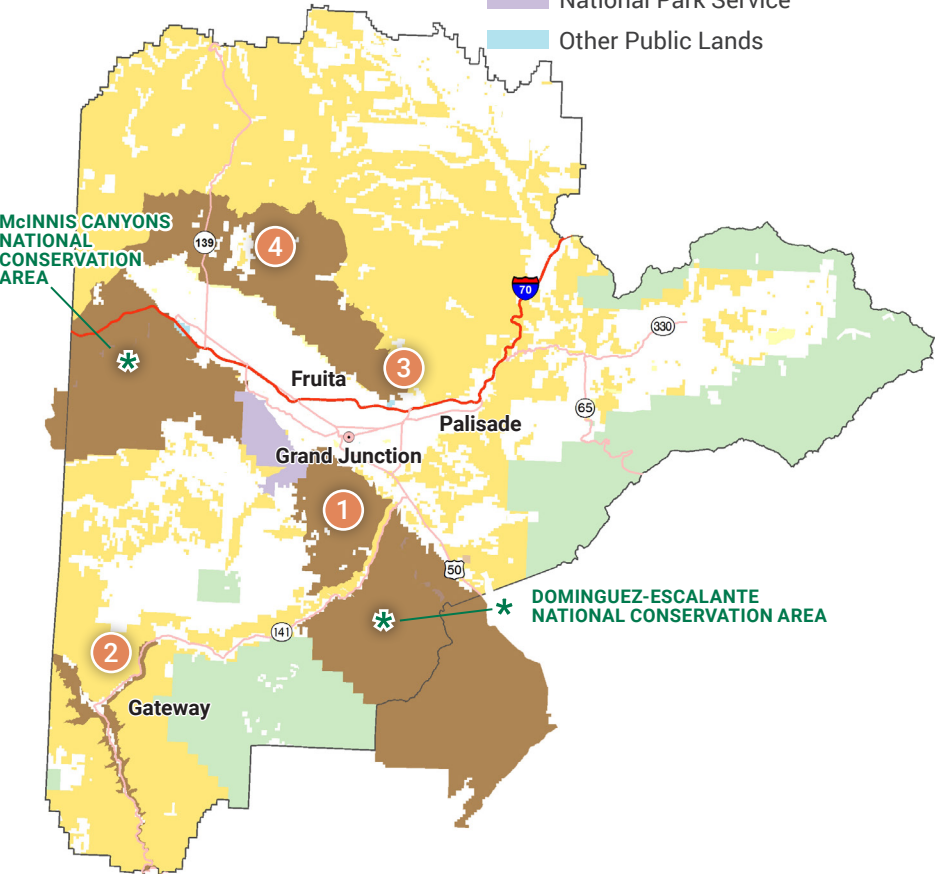 National Park Service
Other Public Lands
McINNIS CANYONS
NATIONAL
CONSERVATION
AREA
139
4
70
330
3
Fruita
65
Palisade
Grand Junction
1
50
DOMINGUEZ-ESCALANTE
NATIONAL CONSERVATION AREA
141
2
Gateway